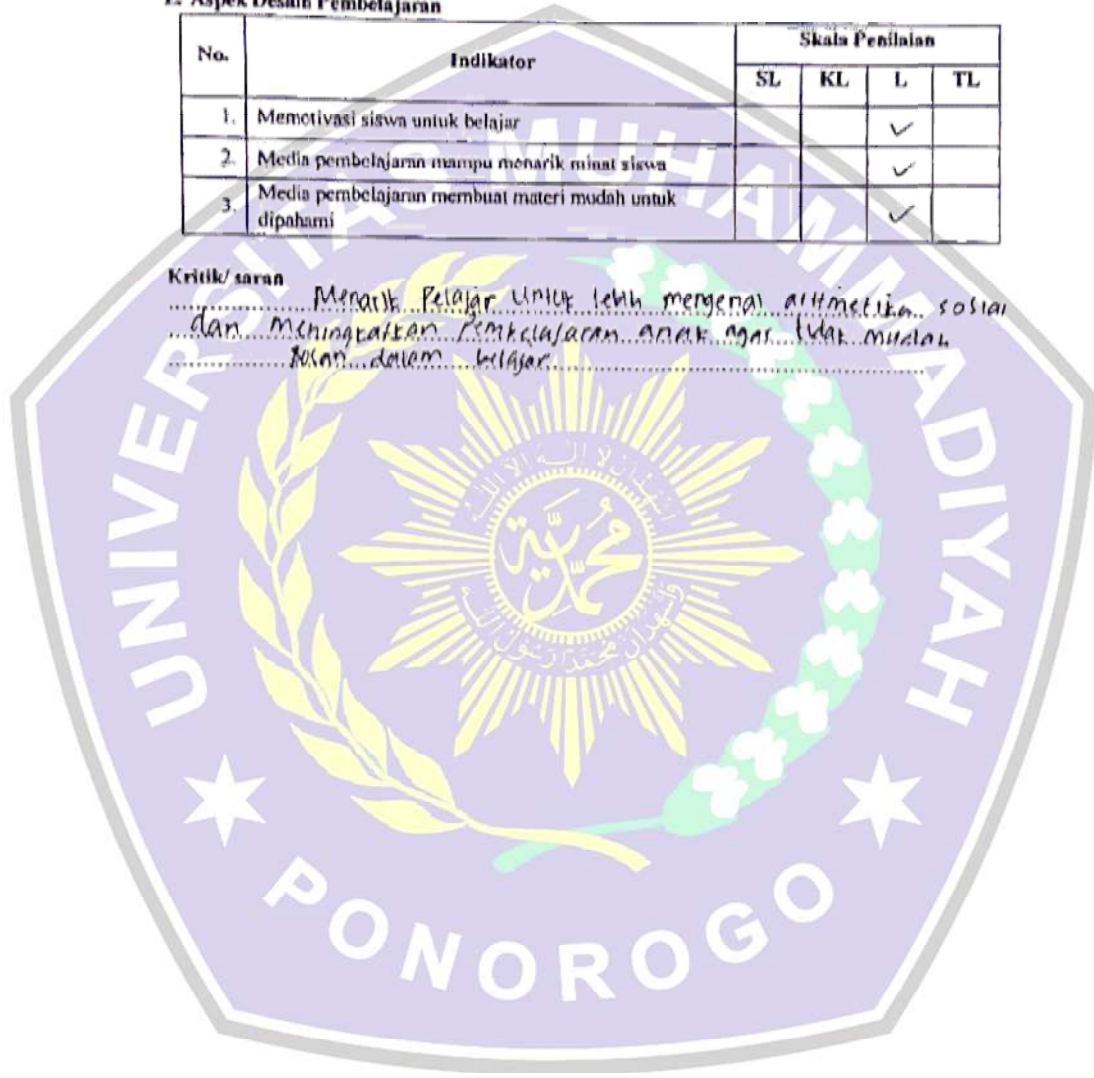 Aspek Desain Pembelajaran
No. Indikator Skala Penilaian
SL KL L TL
1. Memotivasi siswa untuk belajar ✓
2. Media pembelajaran mampu menarik minat siswa ✓
3. Media pembelajaran membuat materi mudah untuk
dipahami ✓
Kritik/ saran
Menarik Pelajar Untuk lebih mengenal aritmetika sosial
dan meningkatkan Pembelajaran anak agar tidak mudah
bosan dalam belajar
UNIVERSITAS MUHAMMADIYAH
PONOROGO